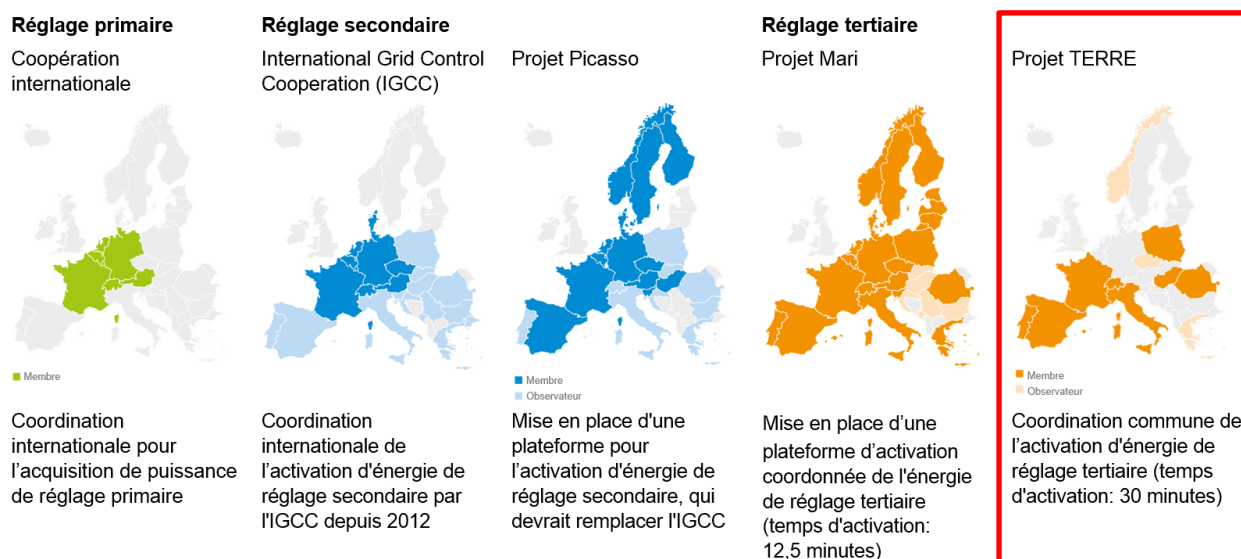 Réglage primaire
Coopération
internationale
Membre
Coordination
internationale pour
l’acquisition de puissance
de réglage primaire
Réglage secondaire
International Grid Control
Cooperation (IGCC)
Coordination
internationale de
l’activation d'énergie de
réglage secondaire par
l'IGCC depuis 2012
Projet Picasso
Membre
Observateur
Mise en place d'une
plateforme pour
l’activation d'énergie de
réglage secondaire, qui
devrait remplacer l'IGCC
Réglage tertiaire
Projet Mari
Mise en place d’une
plateforme d’activation
coordonnée de l'énergie
de réglage tertiaire
(temps d'activation:
12,5 minutes)
Projet TERRE
Membre
Observateur
Coordination commune de
l’activation d'énergie de
réglage tertiaire (temps
d'activation: 30 minutes)